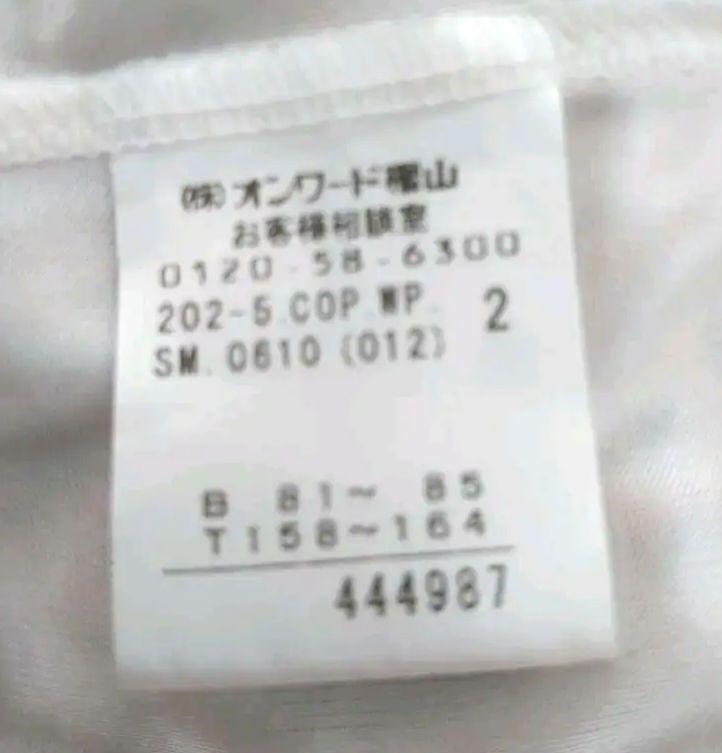 (株)オンワード樫山
お客様相談室
0120-58-6300
202-5.COP.WP. 2
SM.0610(012)
B 81~ 85
T158~164
444987